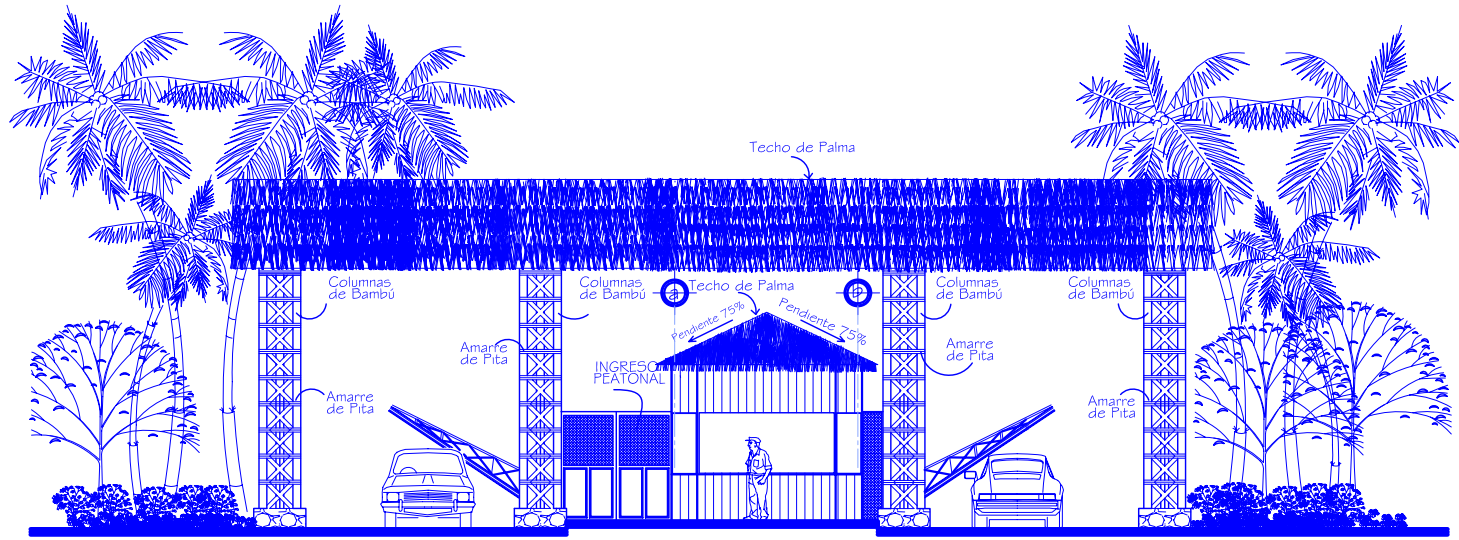 Techo de Palma
Columnas
de Bambú
Columnas
de Bambú
Techo de Palma
Columnas
de Bambú
Columnas
de Bambú
Pendiente 75%
Pendiente 75%
Amarre
de Pita
Amarre
de Pita
INGRESO
PEATONAL
Amarre
de Pita
Amarre
de Pita